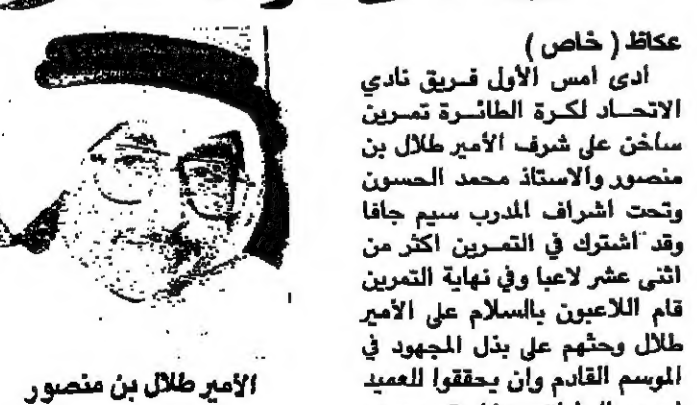 عكاظ ( خاص )
أدى امس الأول فريق نادي
الاتحاد لكرة الطائرة تمرين
ساخن على شرف الأمير طلال بن
منصور والاستاذ محمد الحسون
وتحت اشراف المدرب سيم جافا
وقد اشترك في التمرين اكثر من
اثنى عشر لاعبا وفي نهاية التمرين
قام اللاعبون بالسلام على الأمير
طلال وحثهم على بذل المجهود في
الموسم القادم وان يحققوا للعميد
الأمير طلال بن منصور